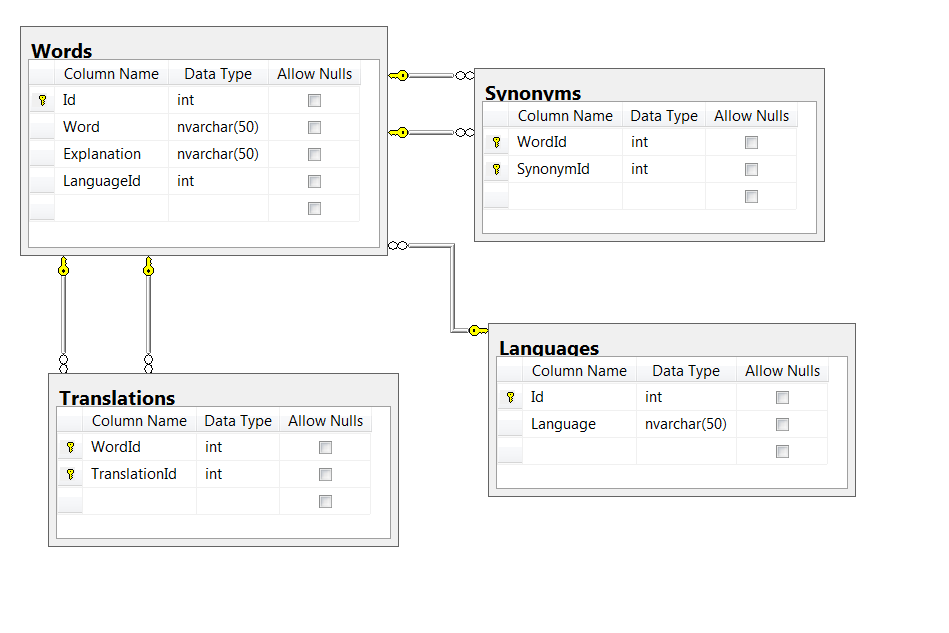 Words
Column Name Data Type Allow Nulls
Id int
Word nvarchar(50)
Explanation nvarchar(50)
LanguageId int
Synonyms
Column Name Data Type Allow Nulls
WordId int
SynonymId int
Translations
Column Name Data Type Allow Nulls
WordId int
TranslationId int
Languages
Column Name Data Type Allow Nulls
Id int
Language nvarchar(50)